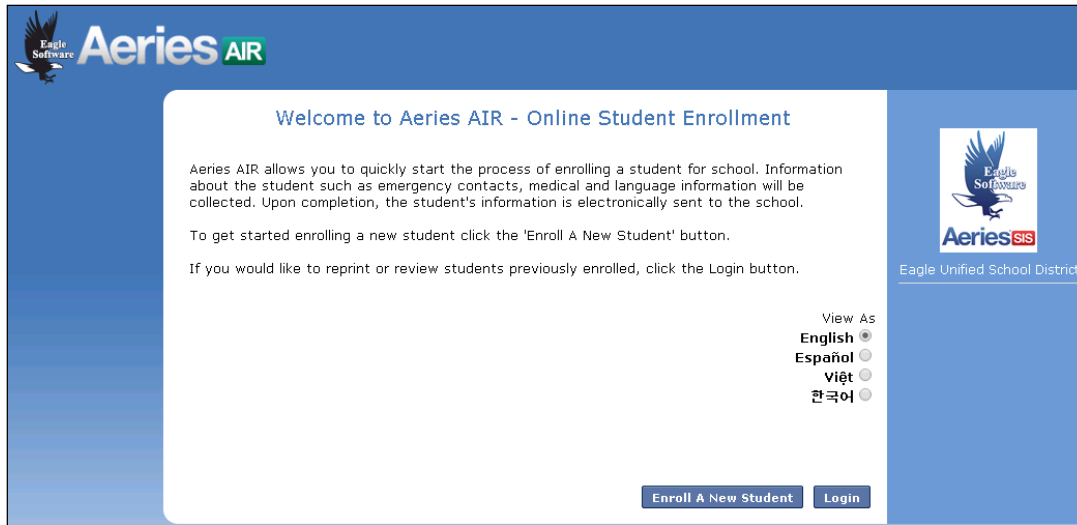 Eagle
Software
Aeries AIR
Welcome to Aeries AIR - Online Student Enrollment
Aeries AIR allows you to quickly start the process of enrolling a student for school. Information
about the student such as emergency contacts, medical and language information will be
collected. Upon completion, the student's information is electronically sent to the school.
To get started enrolling a new student click the 'Enroll A New Student' button.
If you would like to reprint or review students previously enrolled, click the Login button.
View As
English
Español
Việt
한국어
Enroll A New Student
Login
Eagle
Software
Aeries SIS
Eagle Unified School District